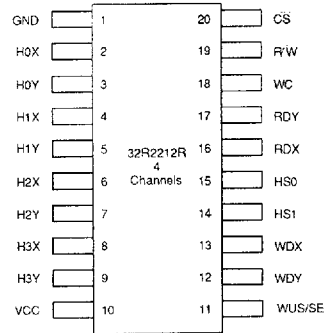 GND 1 20 C̅S̅
H0X 2 19 R/W̅
H0Y 3 18 WC
H1X 4 17 RDY
H1Y 5 16 RDX
32R2212R
4
Channels
H2X 6 15 HS0
H2Y 7 14 HS1
H3X 8 13 WDX
H3Y 9 12 WDY
VCC 10 11 WUS/SE